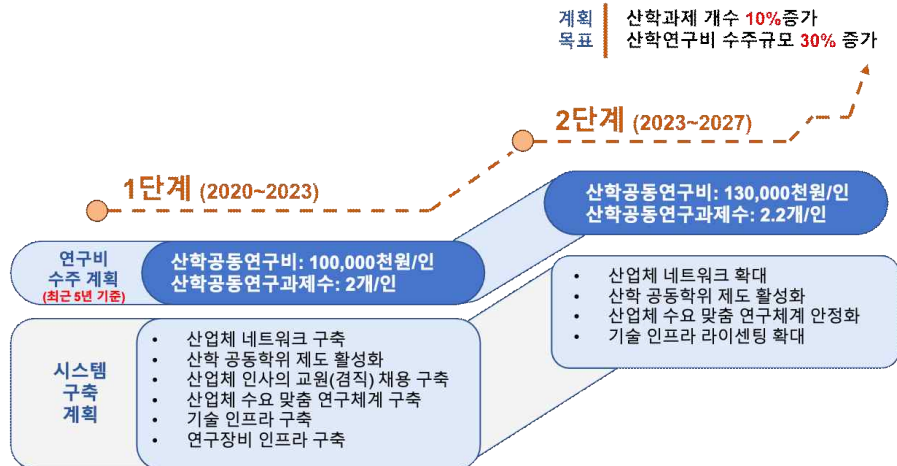 계획 산학과제 개수 10%증가
목표 산학연구비 수주규모 30% 증가
2단계 (2023~2027)
1단계 (2020~2023)
산학공동연구비: 130,000천원/인
산학공동연구과제수: 2.2개/인
연구비
수주 계획
(최근 5년 기준)
산학공동연구비: 100,000천원/인
산학공동연구과제수: 2개/인
• 산업체 네트워크 확대
• 산학 공동학위 제도 활성화
• 산업체 수요 맞춤 연구체계 안정화
• 기술 인프라 라이센팅 확대
시스템
구축
계획
• 산업체 네트워크 구축
• 산학 공동학위 제도 활성화
• 산업체 인사의 교원(겸직) 채용 구축
• 산업체 수요 맞춤 연구체계 구축
• 기술 인프라 구축
• 연구장비 인프라 구축